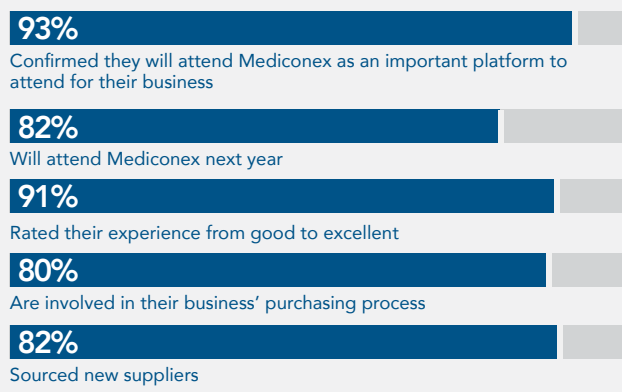 93%
Confirmed they will attend Mediconex as an important platform to
attend for their business
82%
Will attend Mediconex next year
91%
Rated their experience from good to excellent
80%
Are involved in their business’ purchasing process
82%
Sourced new suppliers